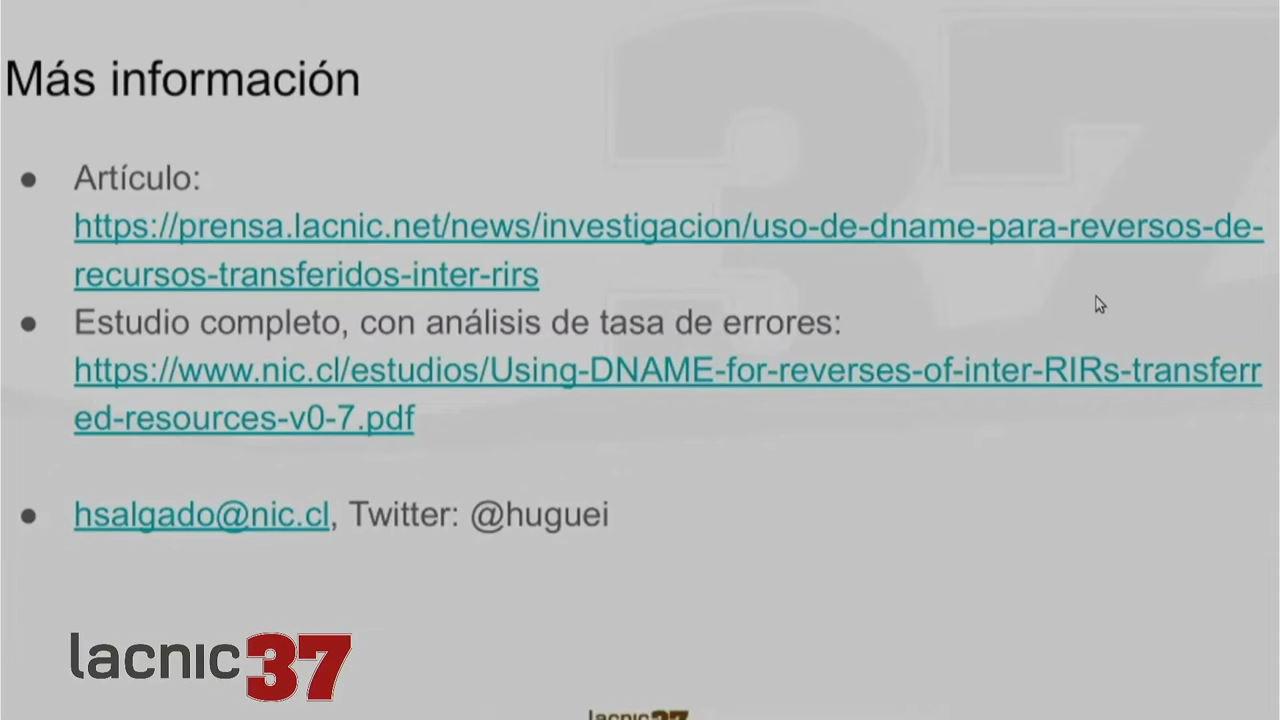 Más información
● Artículo:
https://prensa.lacnic.net/news/investigacion/uso-de-dname-para-reversos-de-
recursos-transferidos-inter-rirs
● Estudio completo, con análisis de tasa de errores:
https://www.nic.cl/estudios/Using-DNAME-for-reverses-of-inter-RIRs-transferr
ed-resources-v0-7.pdf
● hsalgado@nic.cl, Twitter: @huguei
lacnic37
lacnic37